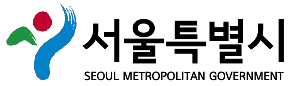 서울특별시
SEOUL METROPOLITAN GOVERNMENT